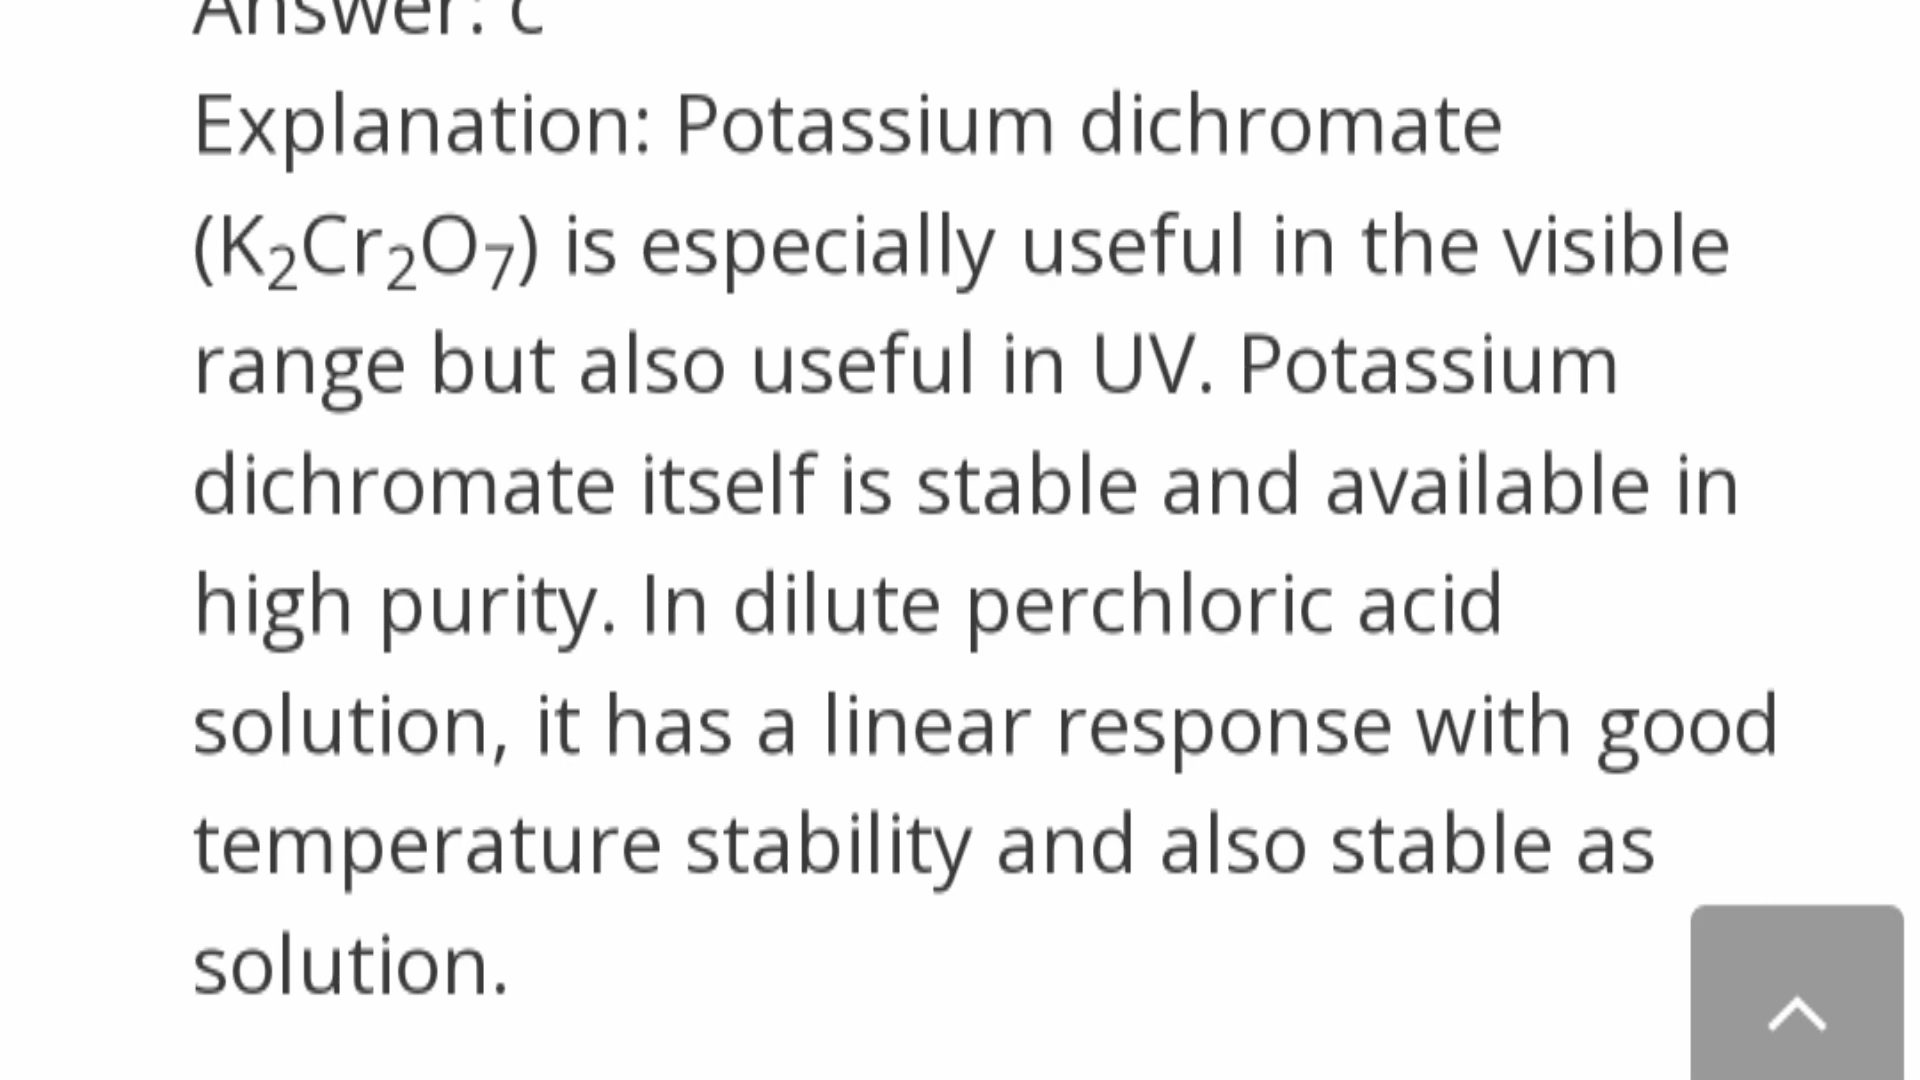 Answer: c
Explanation: Potassium dichromate
(K₂Cr₂O₇) is especially useful in the visible
range but also useful in UV. Potassium
dichromate itself is stable and available in
high purity. In dilute perchloric acid
solution, it has a linear response with good
temperature stability and also stable as
solution.